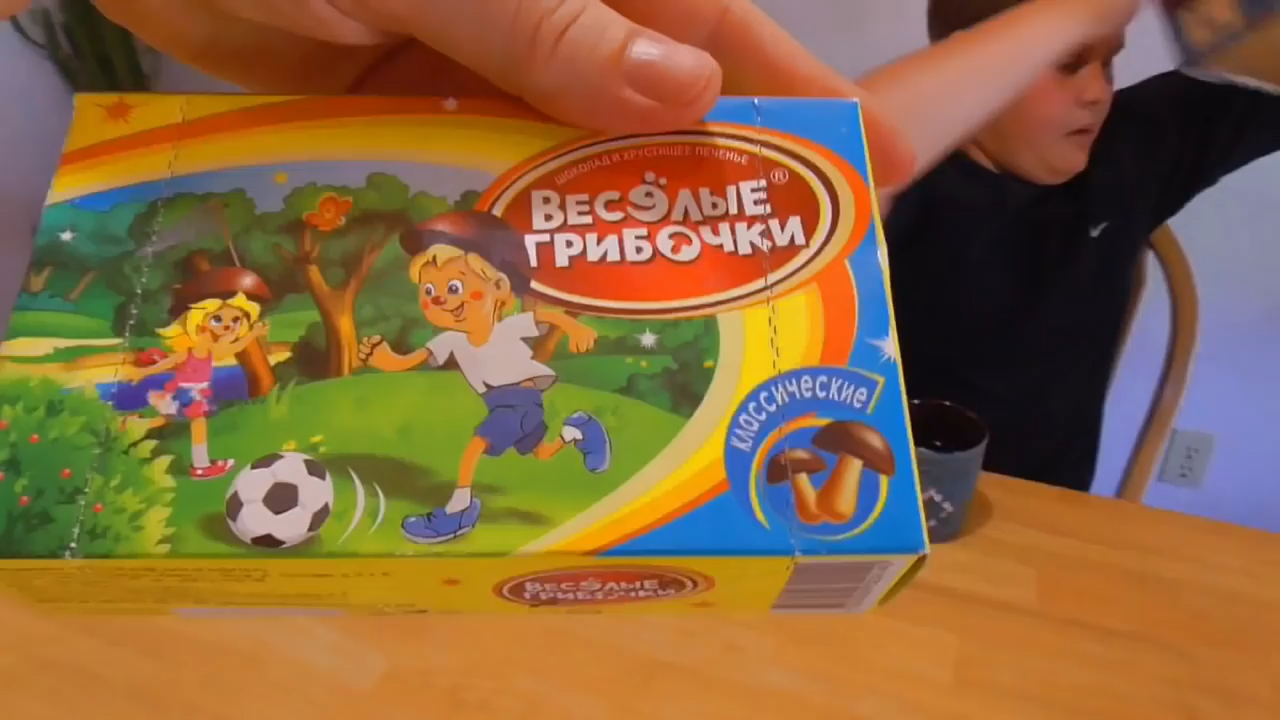 ШОКОЛАД И ХРУСТЯЩЕЕ ПЕЧЕНЬЕ
ВЕСЁЛЫЕ ®
ГРИБОЧКИ
КЛАССИЧЕСКИЕ
ВЕСЁЛЫЕ
ГРИБОЧКИ